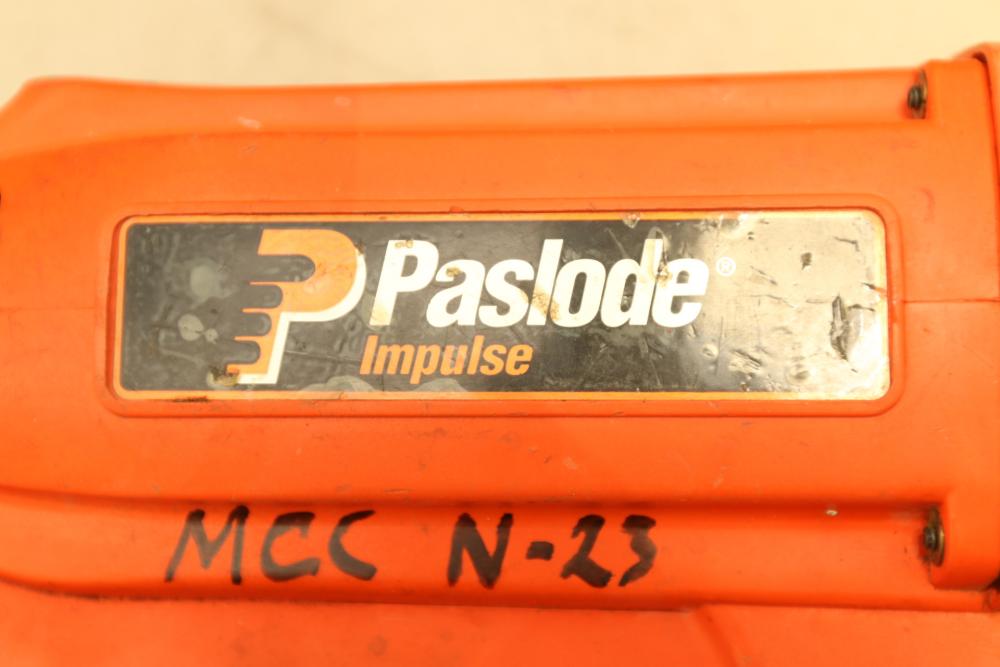 Paslode®
Impulse
MCC N-23